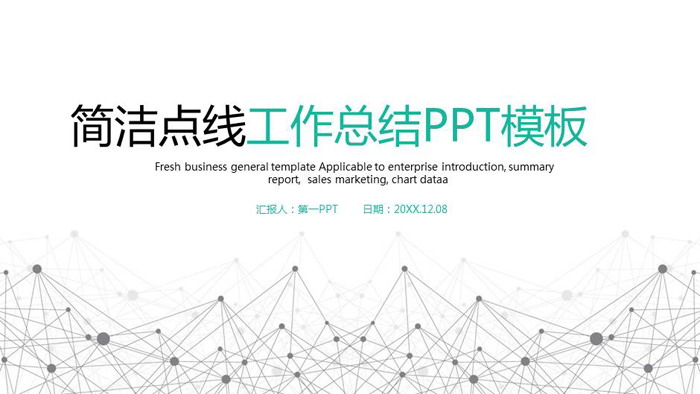 简洁点线工作总结PPT模板
Fresh business general template Applicable to enterprise introduction, summary
report,  sales marketing, chart dataa
汇报人：第一PPT 日期：20XX.12.08